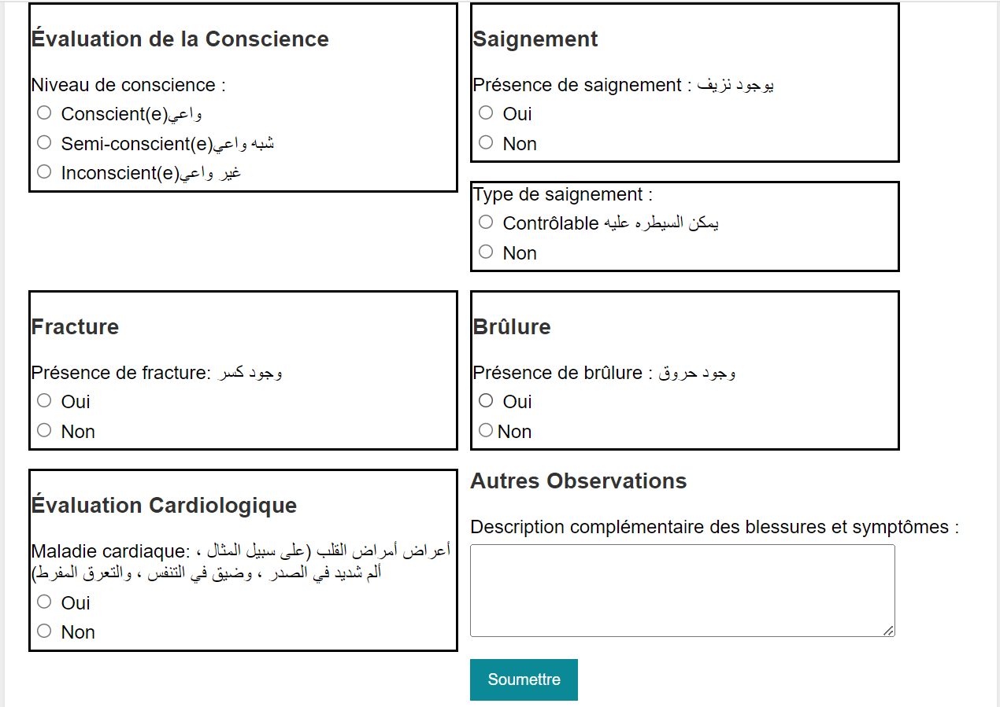 Évaluation de la Conscience
Niveau de conscience :
Conscient(e)واعي
Semi-conscient(e)شبه واعي
Inconscient(e)غير واعي
Saignement
Présence de saignement : يوجود نزيف
Oui
Non
Type de saignement :
Contrôlable يمكن السيطره عليه
Non
Fracture
Présence de fracture: وجود كسر
Oui
Non
Brûlure
Présence de brûlure : وجود حروق
Oui
Non
Évaluation Cardiologique
Maladie cardiaque: أعراض أمراض القلب (على سبيل المثال ،
ألم شديد في الصدر ، وضيق في التنفس ، والتعرق المفرط)
Oui
Non
Autres Observations
Description complémentaire des blessures et symptômes :
Soumettre